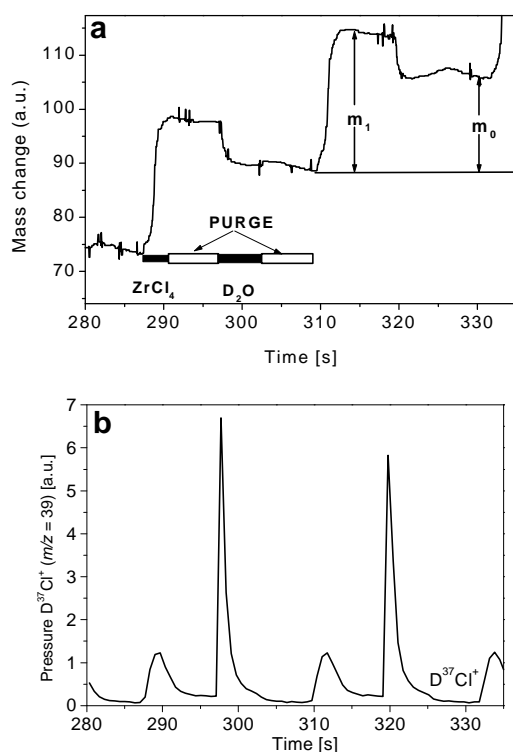 a
Mass change (a.u.)
110
100
90
80
70
m₁
m₀
PURGE
ZrCl₄
D₂O
280 290 300 310 320 330
Time [s]
b
Pressure D³⁷Cl⁺ (m/z = 39) [a.u.]
7
6
5
4
3
2
1
0
D³⁷Cl⁺
280 290 300 310 320 330
Time [s]